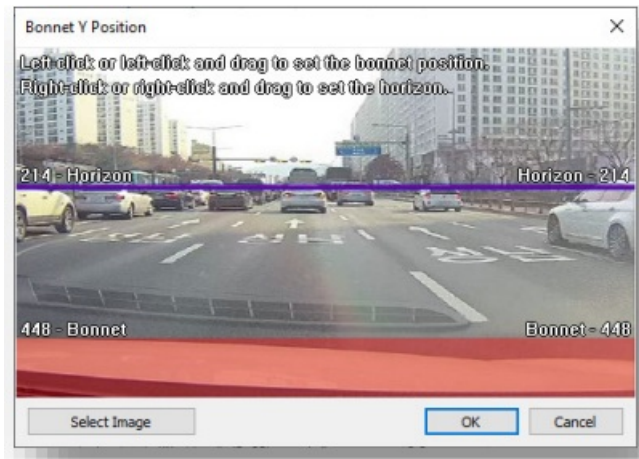 Bonnet Y Position
Left-click or left-click and drag to set the bonnet position.
Right-click or right-click and drag to set the horizon.
214 - Horizon
Horizon - 214
448 - Bonnet
Bonnet - 448
Select Image
OK
Cancel